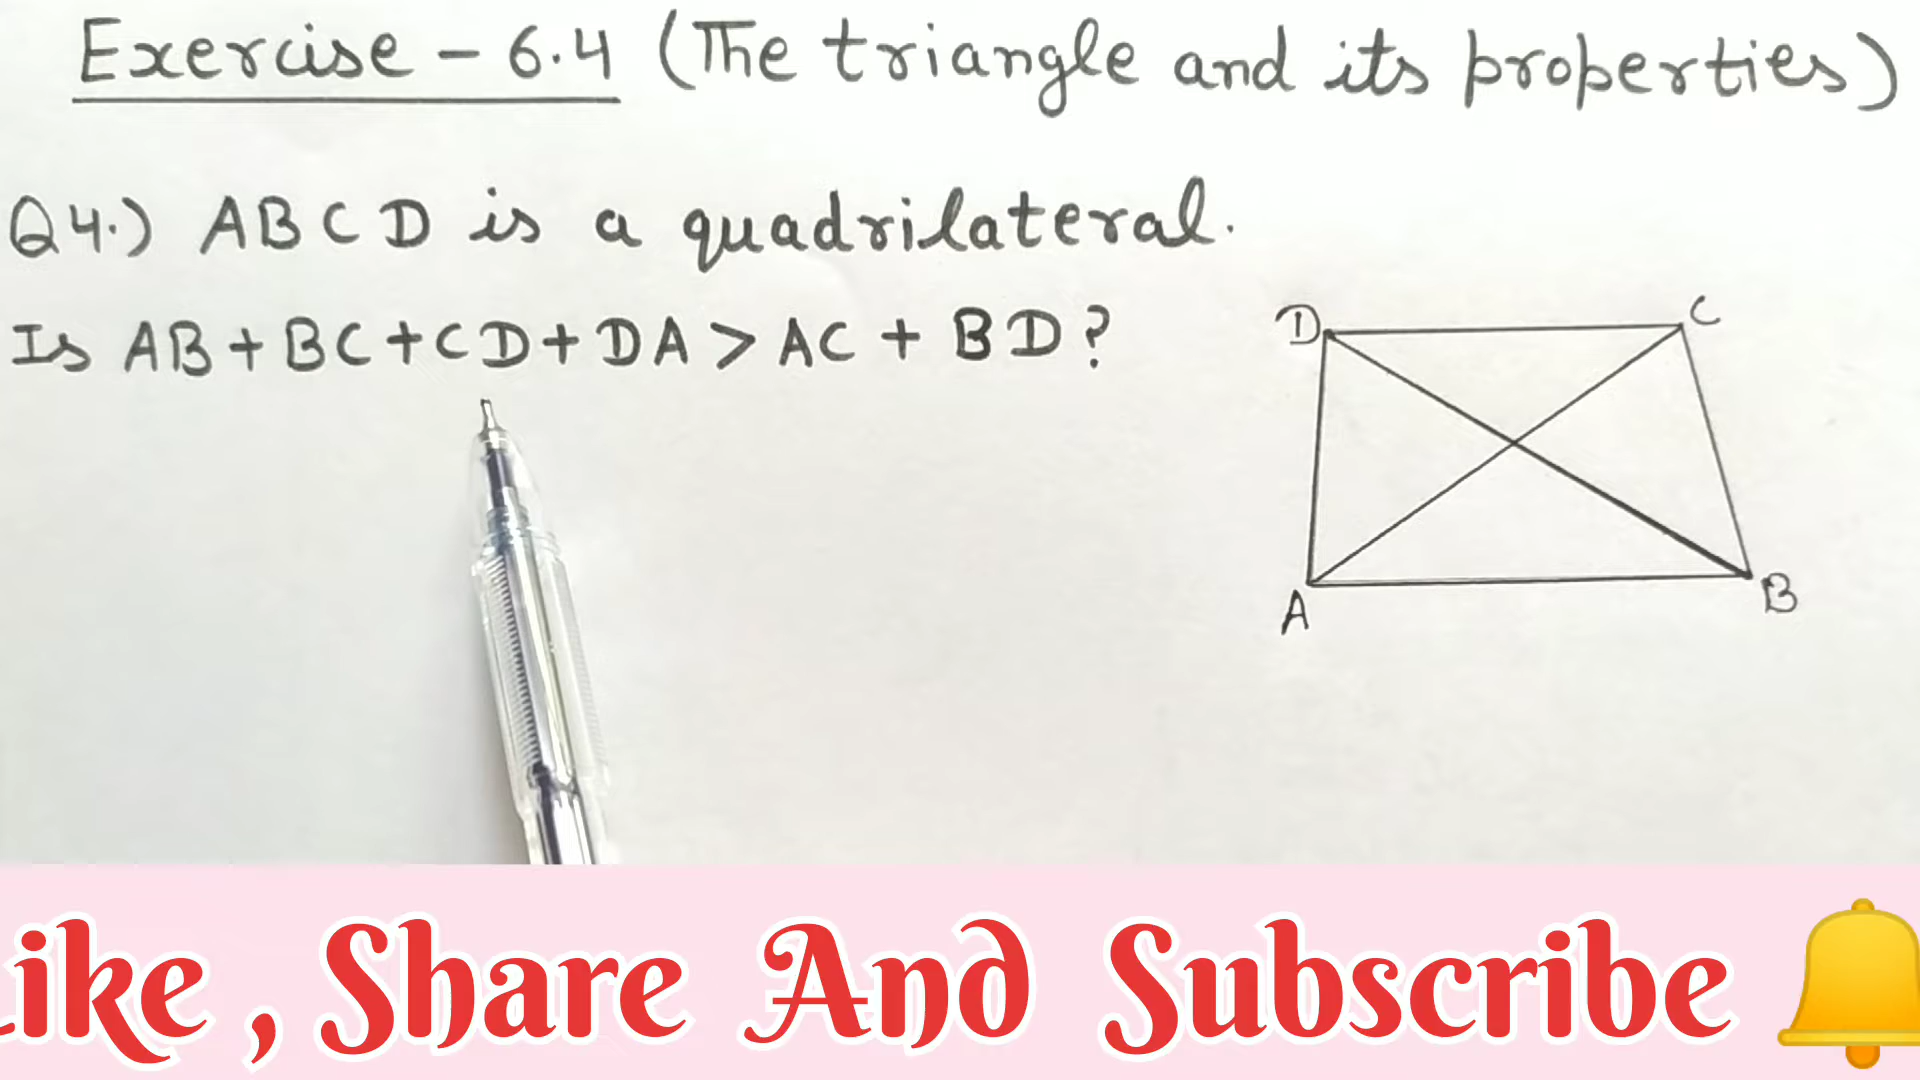 Exercise - 6.4 (The triangle and its properties)
Q4.) ABCD is a quadrilateral.
Is AB+BC+CD+DA > AC + BD?
D
C
A
B
ike , Share And Subscribe